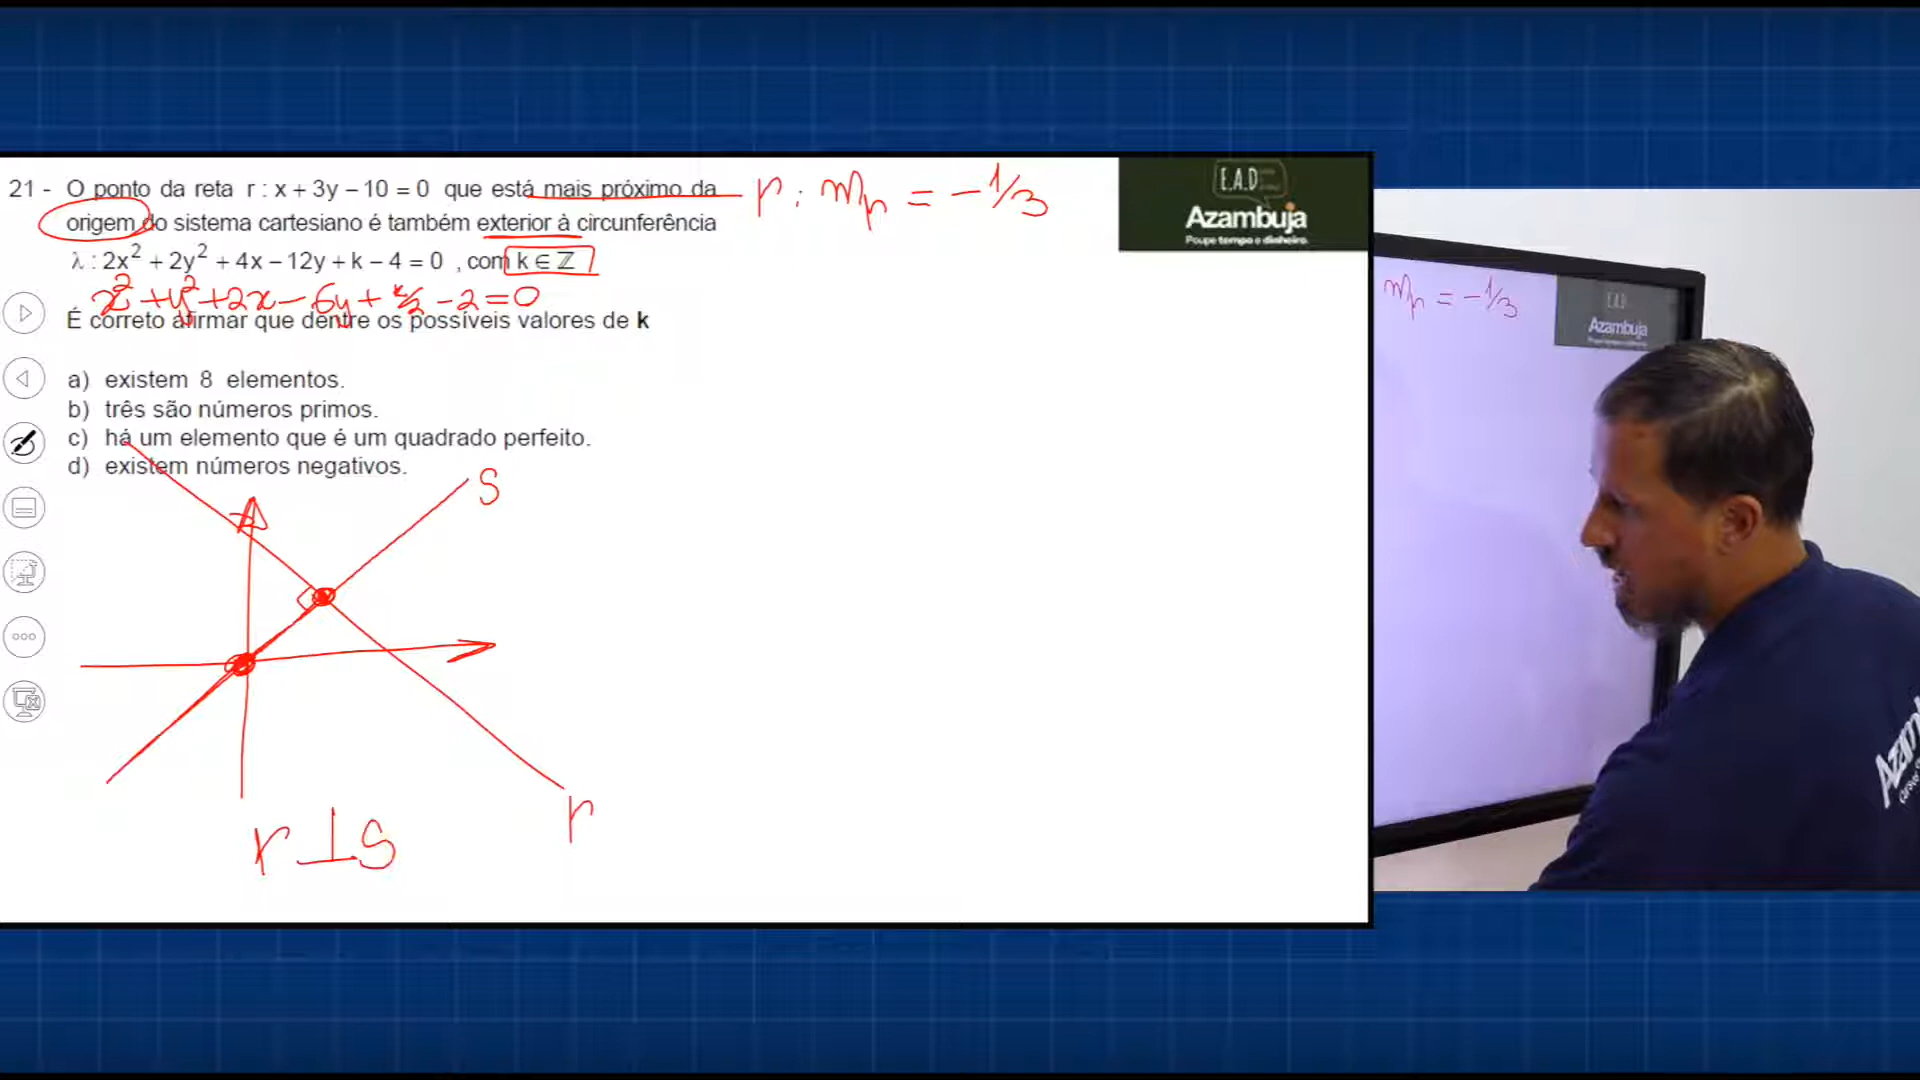 21 - O ponto da reta r : x + 3y − 10 = 0 que está mais próximo da
origem do sistema cartesiano é também exterior à circunferência
λ : 2x² + 2y² + 4x − 12y + k − 4 = 0 , com k ∈ ℤ
x² + y² + 2x − 6y + k/2 − 2 = 0
É correto afirmar que dentre os possíveis valores de k
a) existem 8 elementos.
b) três são números primos.
c) há um elemento que é um quadrado perfeito.
d) existem números negativos.
r : m_r = −1/3
s
r
r ⊥ s
E.A.D
Azambuja
Poupe tempo e dinheiro.
m_r = −1/3
E.A.D
Azambuja